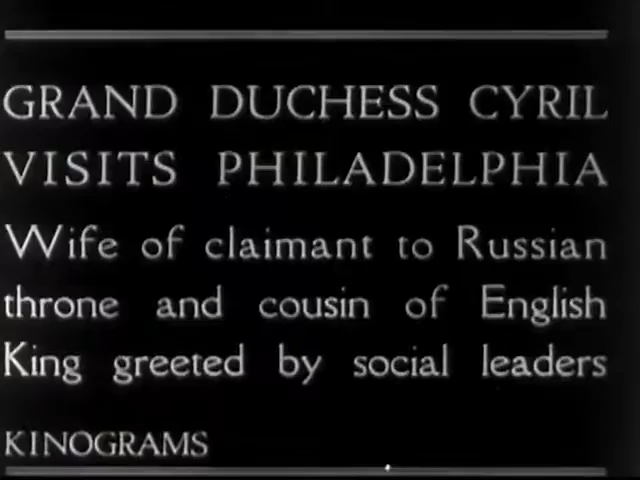 GRAND DUCHESS CYRIL
VISITS PHILADELPHIA
Wife of claimant to Russian
throne and cousin of English
King greeted by social leaders
KINOGRAMS